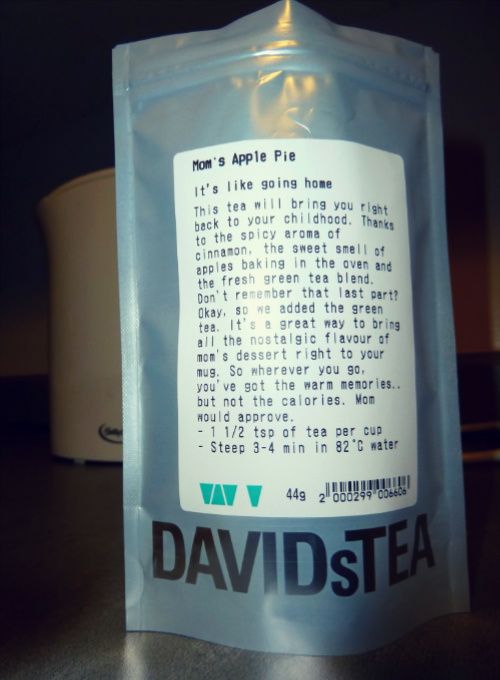 Mom's Apple Pie
It's like going home
This tea will bring you right
back to your childhood. Thanks
to the spicy aroma of
cinnamon, the sweet smell of
apples baking in the oven and
the fresh green tea blend.
Don't remember that last part?
Okay, so we added the green
tea. It's a great way to bring
all the nostalgic flavour of
mom's dessert right to your
mug. So wherever you go,
you've got the warm memories..
but not the calories. Mom
would approve.
- 1 1/2 tsp of tea per cup
- Steep 3-4 min in 82°C water
44g 2 000299 006606
DAVIDsTEA